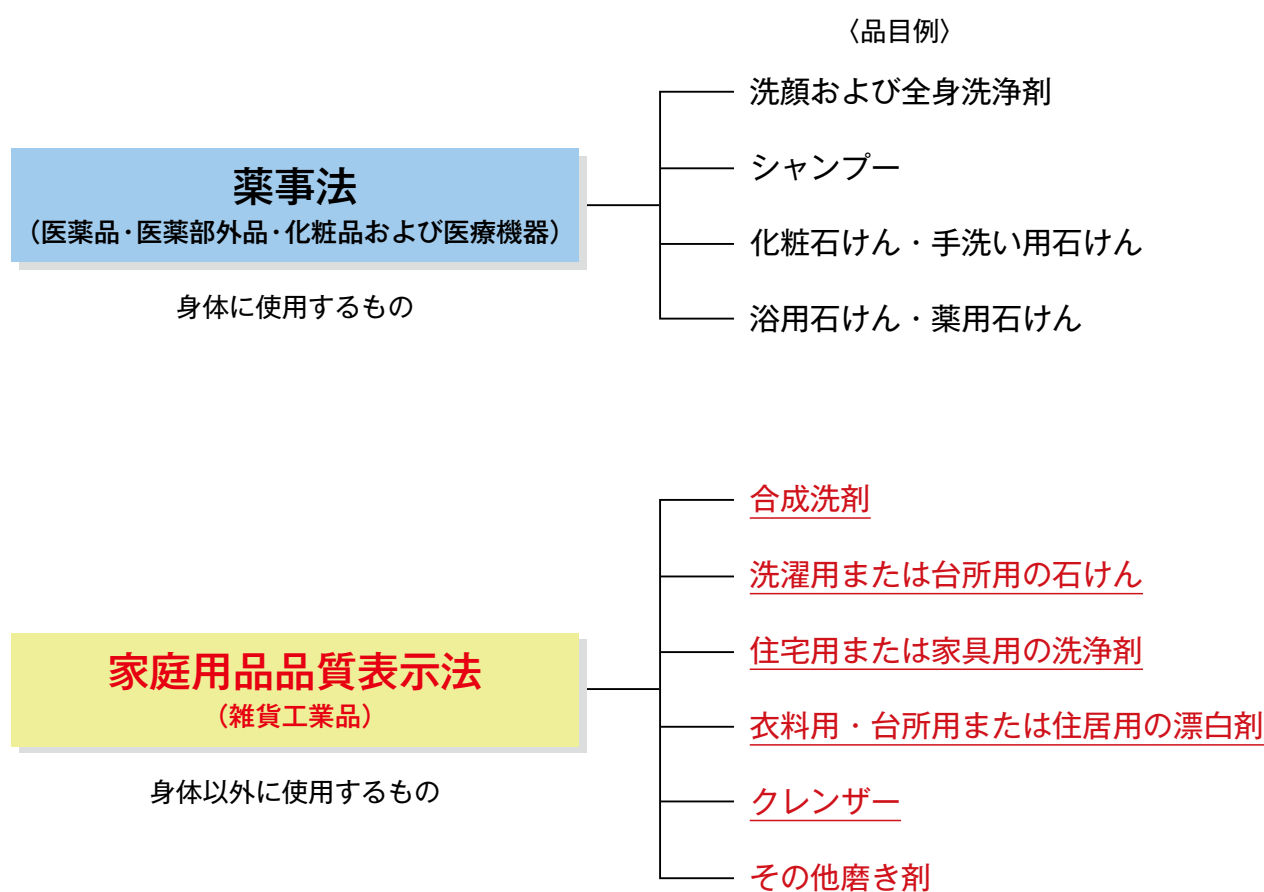 〈品目例〉
洗顔および全身洗浄剤
シャンプー
薬事法
（医薬品・医薬部外品・化粧品および医療機器）
化粧石けん・手洗い用石けん
身体に使用するもの
浴用石けん・薬用石けん
合成洗剤
洗濯用または台所用の石けん
家庭用品品質表示法
（雑貨工業品）
住宅用または家具用の洗浄剤
衣料用・台所用または住居用の漂白剤
身体以外に使用するもの
クレンザー
その他磨き剤